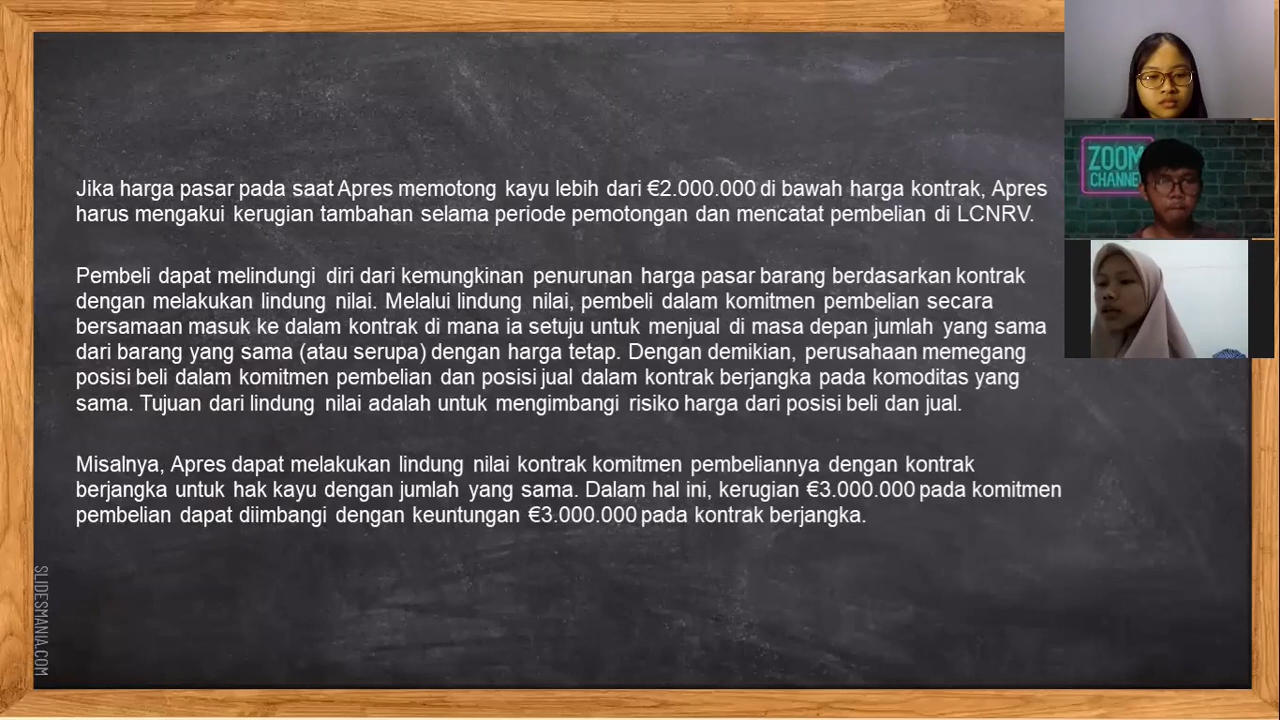 Jika harga pasar pada saat Apres memotong kayu lebih dari €2.000.000 di bawah harga kontrak, Apres
harus mengakui kerugian tambahan selama periode pemotongan dan mencatat pembelian di LCNRV.
Pembeli dapat melindungi diri dari kemungkinan penurunan harga pasar barang berdasarkan kontrak
dengan melakukan lindung nilai. Melalui lindung nilai, pembeli dalam komitmen pembelian secara
bersamaan masuk ke dalam kontrak di mana ia setuju untuk menjual di masa depan jumlah yang sama
dari barang yang sama (atau serupa) dengan harga tetap. Dengan demikian, perusahaan memegang
posisi beli dalam komitmen pembelian dan posisi jual dalam kontrak berjangka pada komoditas yang
sama. Tujuan dari lindung nilai adalah untuk mengimbangi risiko harga dari posisi beli dan jual.
Misalnya, Apres dapat melakukan lindung nilai kontrak komitmen pembeliannya dengan kontrak
berjangka untuk hak kayu dengan jumlah yang sama. Dalam hal ini, kerugian €3.000.000 pada komitmen
pembelian dapat diimbangi dengan keuntungan €3.000.000 pada kontrak berjangka.
SLIDESMANIA.COM
ZOOM
CHANNE